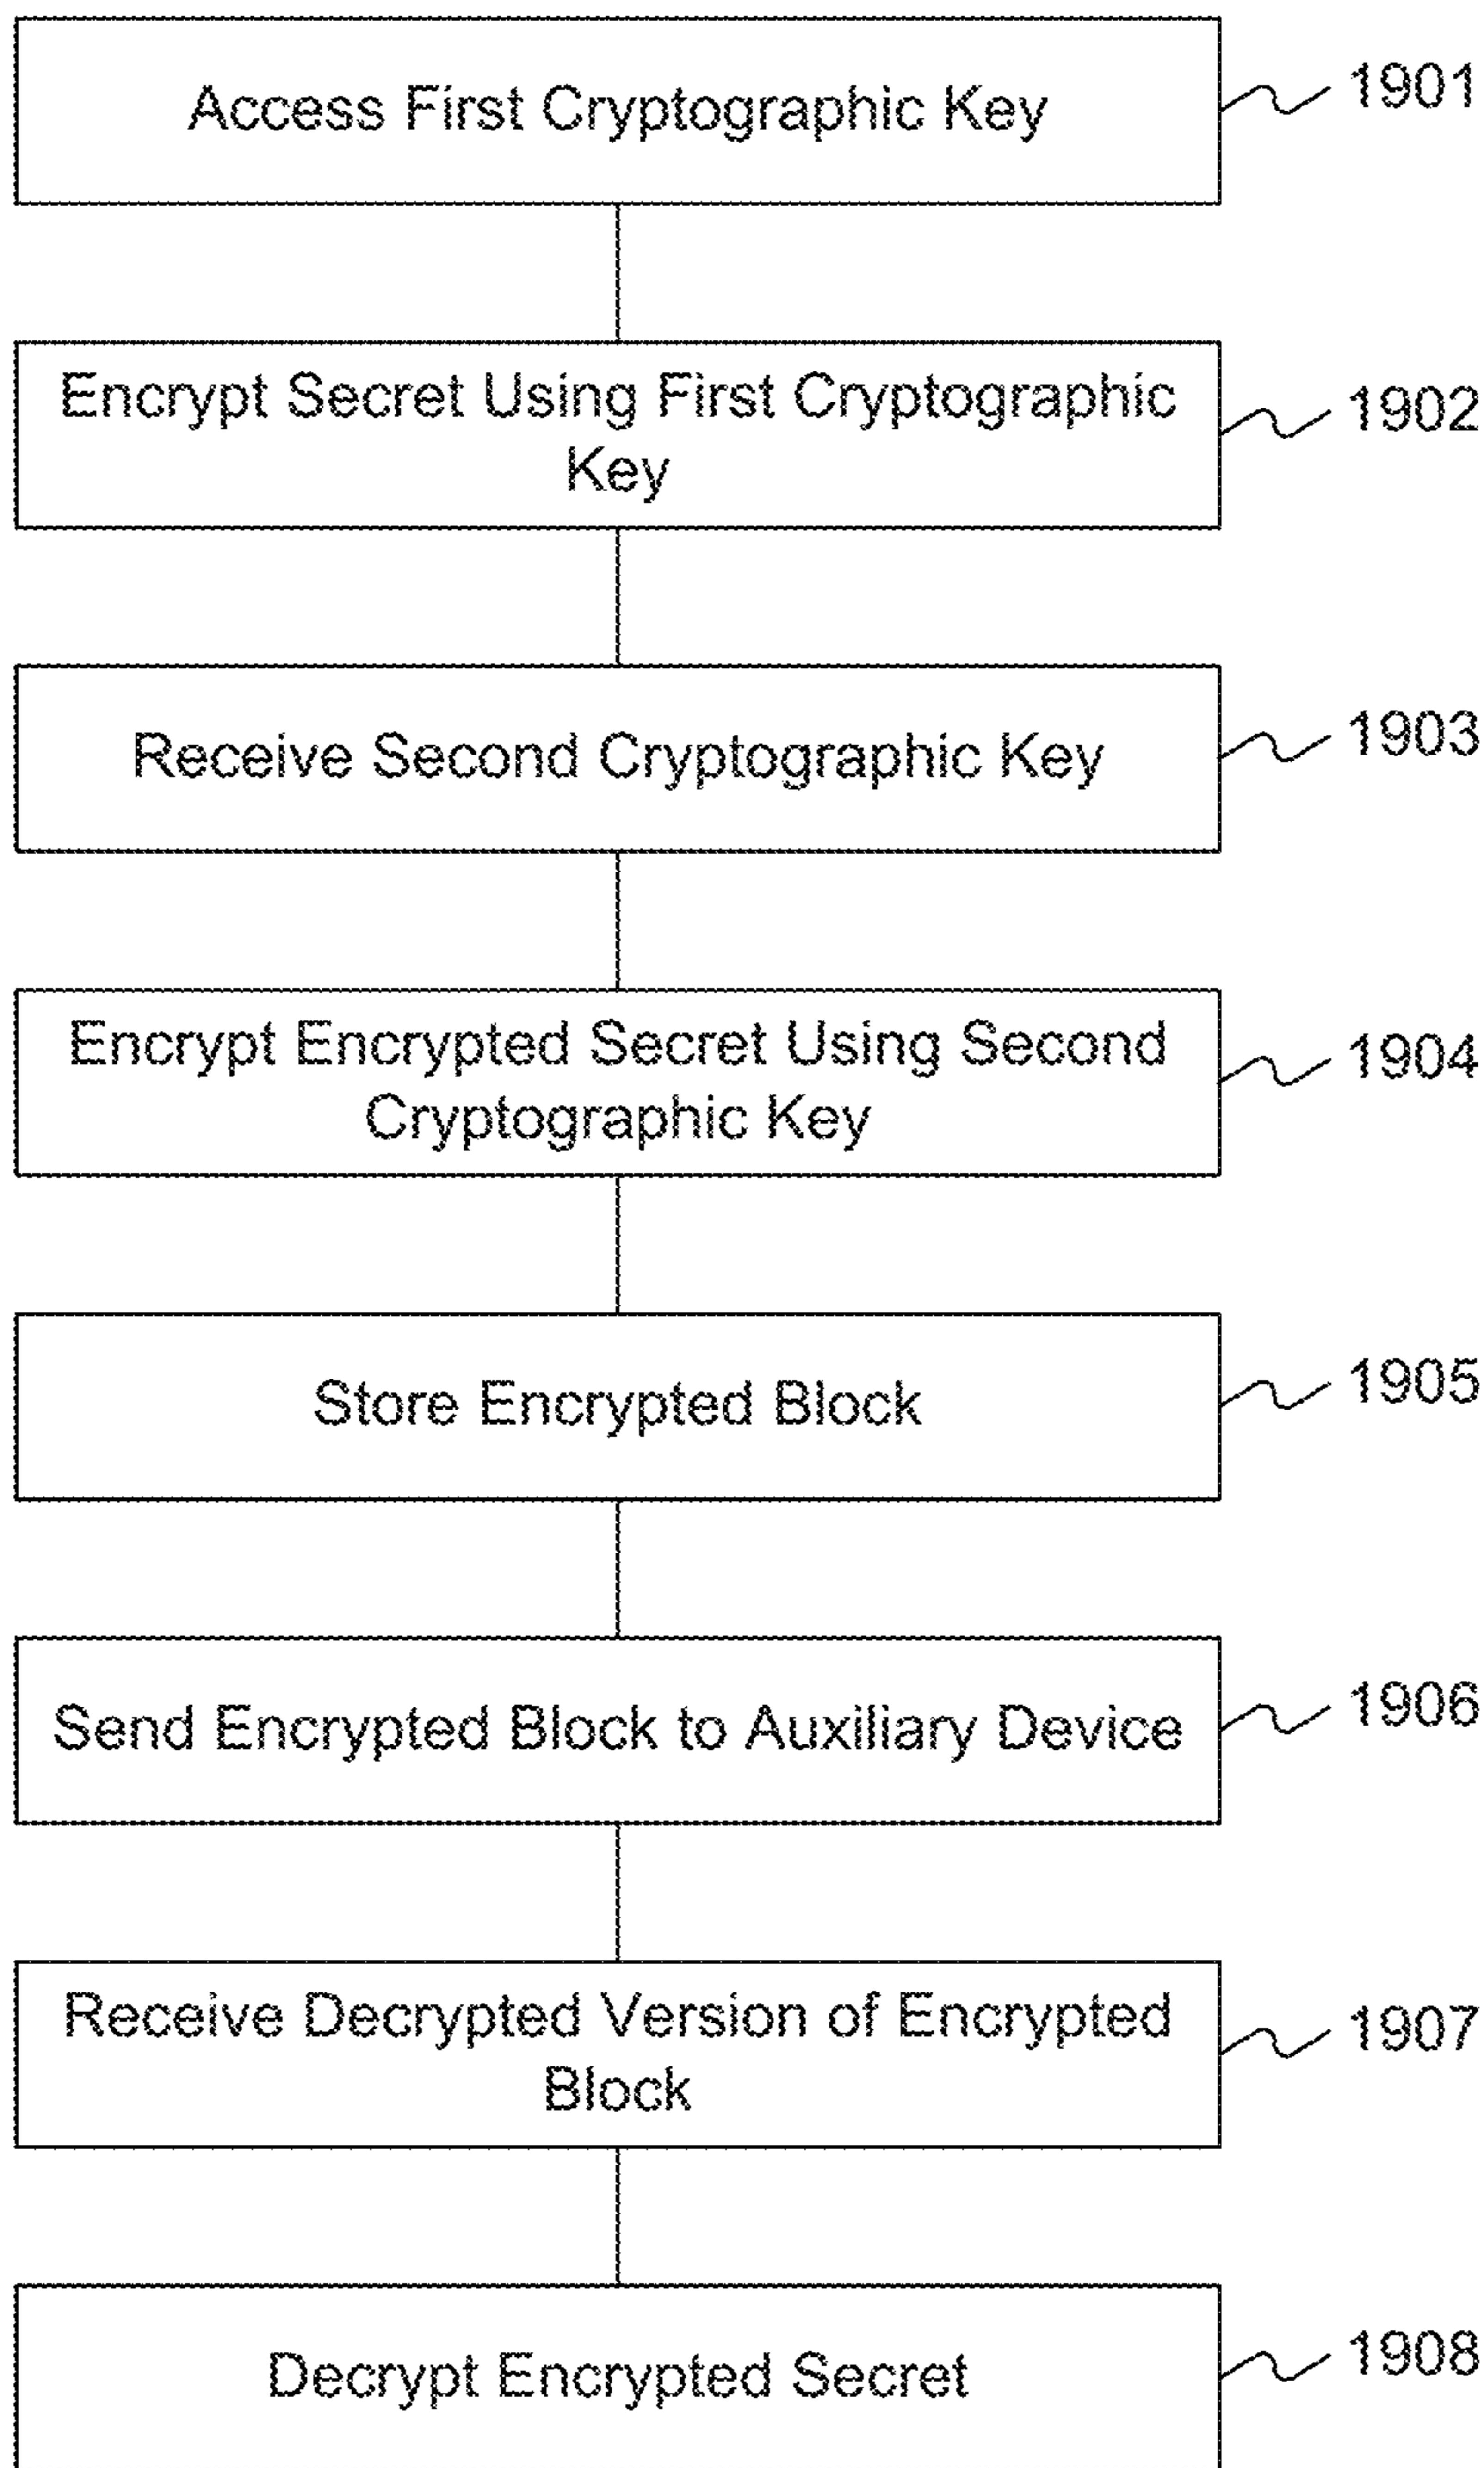 Access First Cryptographic Key
1901
Encrypt Secret Using First Cryptographic
Key
1902
Receive Second Cryptographic Key
1903
Encrypt Encrypted Secret Using Second
Cryptographic Key
1904
Store Encrypted Block
1905
Send Encrypted Block to Auxiliary Device
1906
Receive Decrypted Version of Encrypted
Block
1907
Decrypt Encrypted Secret
1908